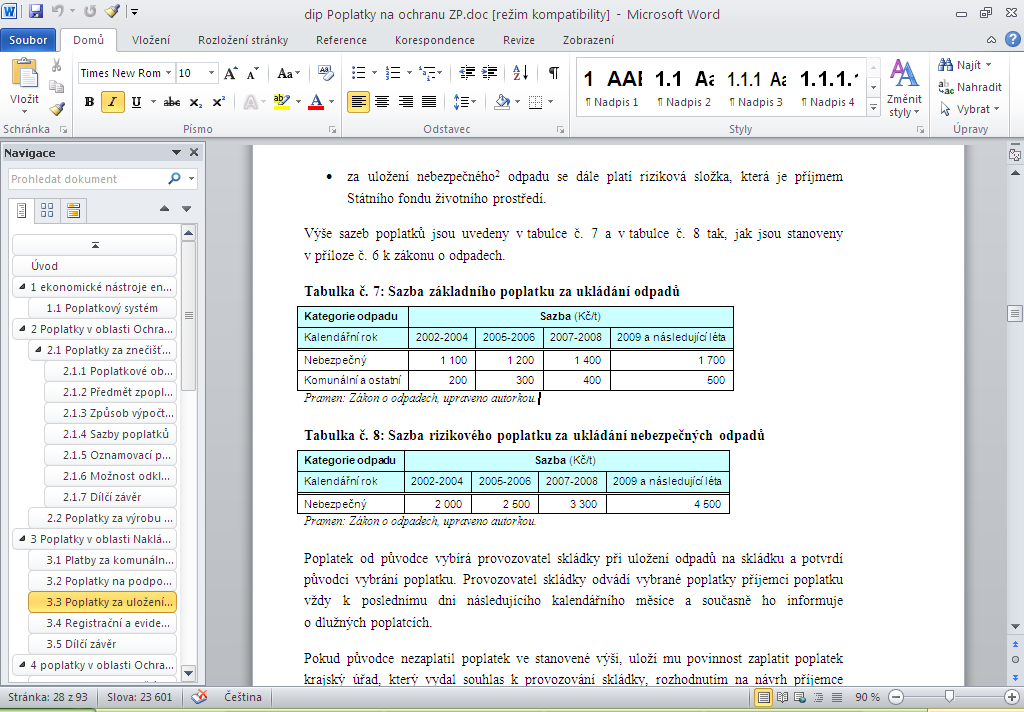 dip Poplatky na ochranu ZP.doc [režim kompatibility] - Microsoft Word
Soubor Domů Vložení Rozložení stránky Reference Korespondence Revize Zobrazení
Vložit
Times New Rom 10
1 AAI 1.1 Aa 1.1.1 Aa 1.1.1.
¶ Nadpis 1 ¶ Nadpis 2 ¶ Nadpis 3 ¶ Nadpis 4
Změnit styly
Najít
Nahradit
Vybrat
Schránka Písmo Odstavec Styly Úpravy
Navigace
Prohledat dokument
Úvod
1 ekonomické nástroje en...
1.1 Poplatkový systém
2 Poplatky v oblasti Ochra...
2.1 Poplatky za znečišť...
2.1.1 Poplatkové ob...
2.1.2 Předmět zpopl...
2.1.3 Způsob výpočt...
2.1.4 Sazby poplatků
2.1.5 Oznamovací p...
2.1.6 Možnost odkl...
2.1.7 Dílčí závěr
2.2 Poplatky za výrobu ...
3 Poplatky v oblasti Naklá...
3.1 Platby za komunáln...
3.2 Poplatky na podpo...
3.3 Poplatky za uložení...
3.4 Registrační a evide...
3.5 Dílčí závěr
4 poplatky v oblasti Ochra...
• za uložení nebezpečného² odpadu se dále platí riziková složka, která je příjmem
Státního fondu životního prostředí.
Výše sazeb poplatků jsou uvedeny v tabulce č. 7 a v tabulce č. 8 tak, jak jsou stanoveny
v příloze č. 6 k zákonu o odpadech.
Tabulka č. 7: Sazba základního poplatku za ukládání odpadů
Kategorie odpadu Sazba (Kč/t)
Kalendářní rok 2002-2004 2005-2006 2007-2008 2009 a následující léta
Nebezpečný 1 100 1 200 1 400 1 700
Komunální a ostatní 200 300 400 500
Pramen: Zákon o odpadech, upraveno autorkou.
Tabulka č. 8: Sazba rizikového poplatku za ukládání nebezpečných odpadů
Kategorie odpadu Sazba (Kč/t)
Kalendářní rok 2002-2004 2005-2006 2007-2008 2009 a následující léta
Nebezpečný 2 000 2 500 3 300 4 500
Pramen: Zákon o odpadech, upraveno autorkou.
Poplatek od původce vybírá provozovatel skládky při uložení odpadů na skládku a potvrdí
původci vybrání poplatku. Provozovatel skládky odvádí vybrané poplatky příjemci poplatku
vždy k poslednímu dni následujícího kalendářního měsíce a současně ho informuje
o dlužných poplatcích.
Pokud původce nezaplatil poplatek ve stanovené výši, uloží mu povinnost zaplatit poplatek
krajský úřad, který vydal souhlas k provozování skládky, rozhodnutím na návrh příjemce
Stránka: 28 z 93 Slova: 23 601 Čeština 90 %